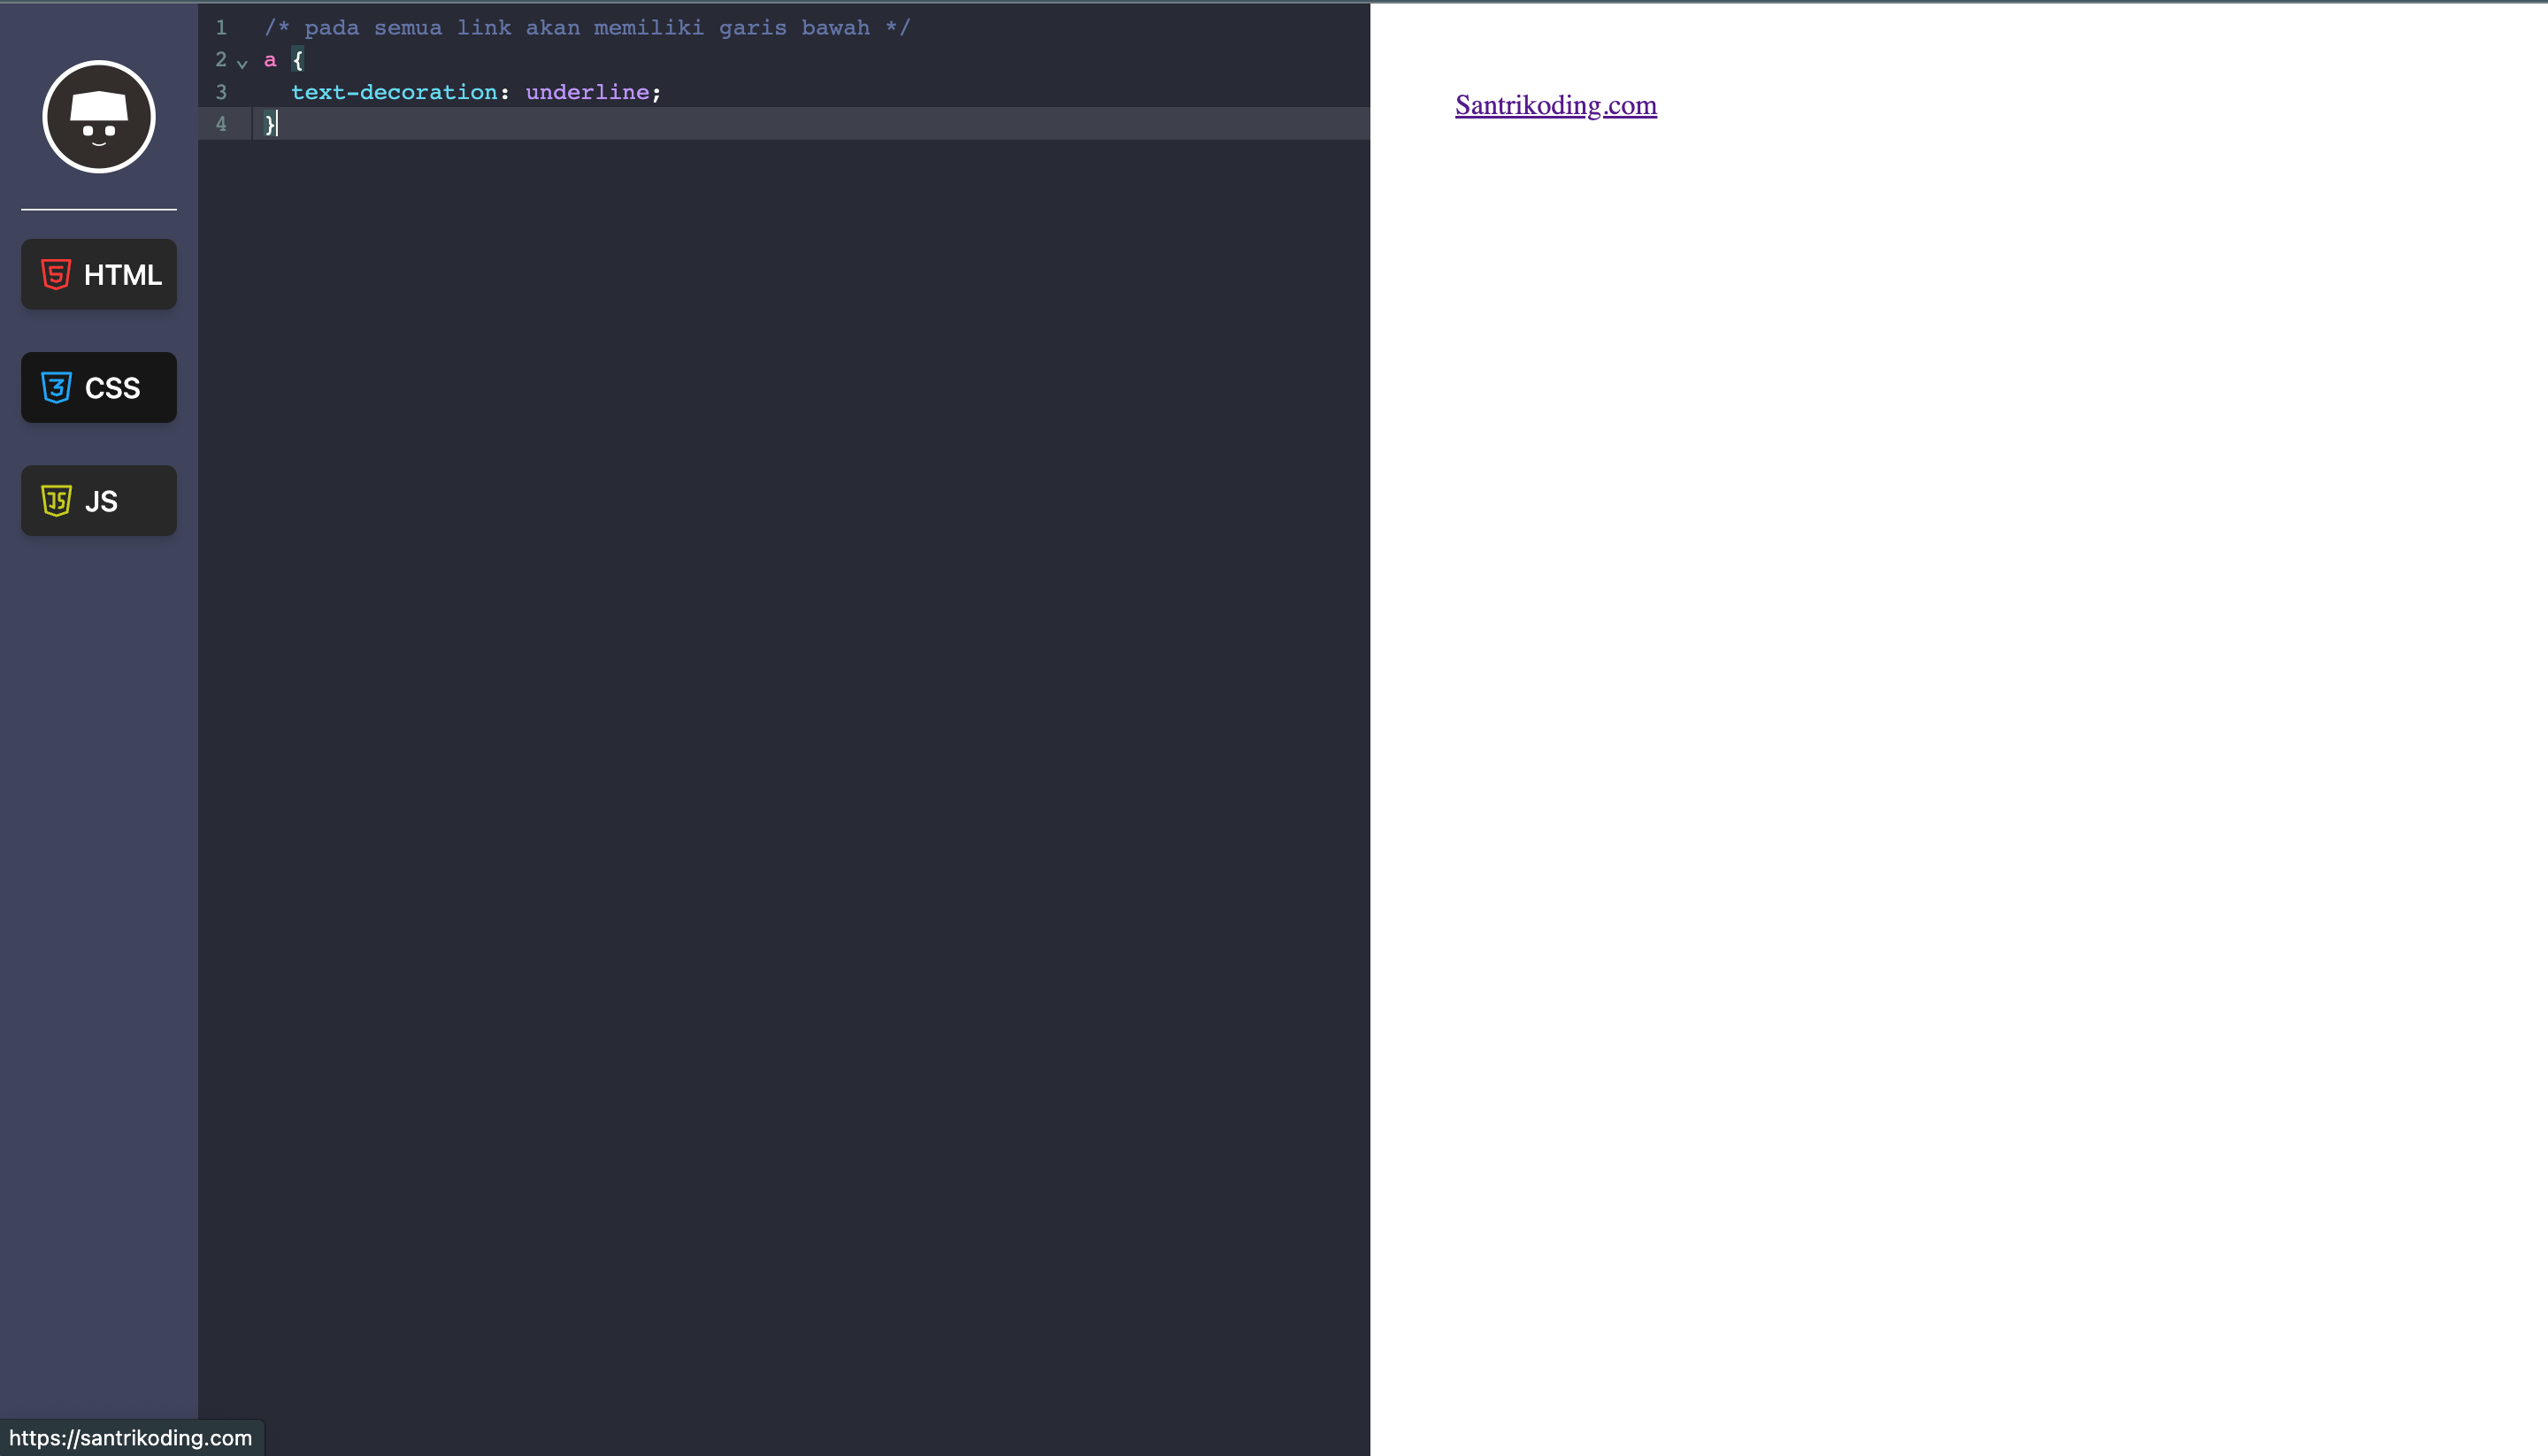 HTML
CSS
JS
1 /* pada semua link akan memiliki garis bawah */
2 a {
3 text-decoration: underline;
4 }
Santrikoding.com
https://santrikoding.com